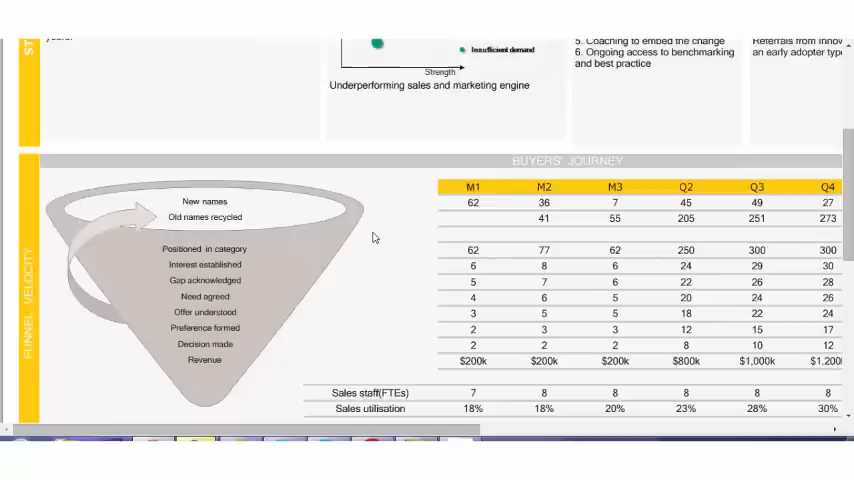 ST
Insufficient demand
Strength
Underperforming sales and marketing engine
5. Coaching to embed the change
6. Ongoing access to benchmarking
and best practice
Referrals from
an early adopter
BUYERS' JOURNEY
FUNNEL VELOCITY
M1 M2 M3 Q2 Q3 Q4
New names 62 36 7 45 49 27
Old names recycled 41 55 205 251 273
Positioned in category 62 77 62 250 300 300
Interest established 6 8 6 24 29 30
Gap acknowledged 5 7 6 22 26 28
Need agreed 4 6 5 20 24 26
Offer understood 3 5 5 18 22 24
Preference formed 2 3 3 12 15 17
Decision made 2 2 2 8 10 12
Revenue $200k $200k $200k $800k $1,000k $1,200
Sales staff(FTEs) 7 8 8 8 8 8
Sales utilisation 18% 18% 20% 23% 28% 30%